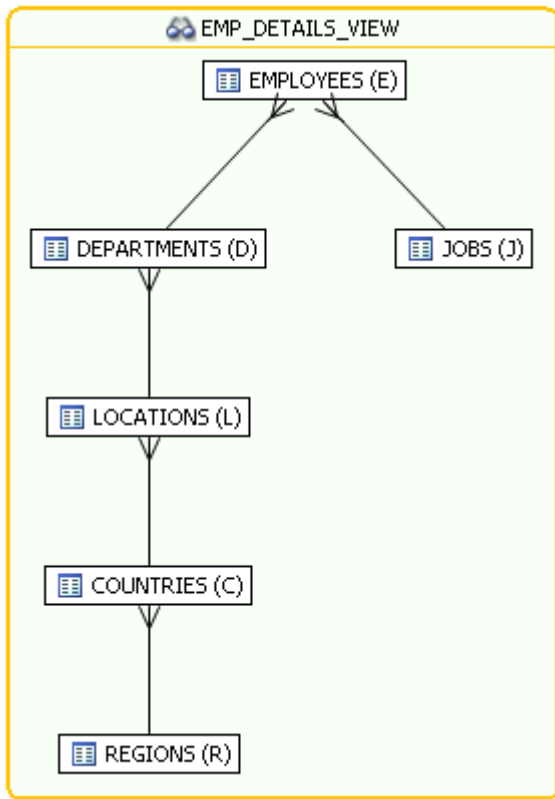 EMP_DETAILS_VIEW
EMPLOYEES (E)
DEPARTMENTS (D)
JOBS (J)
LOCATIONS (L)
COUNTRIES (C)
REGIONS (R)